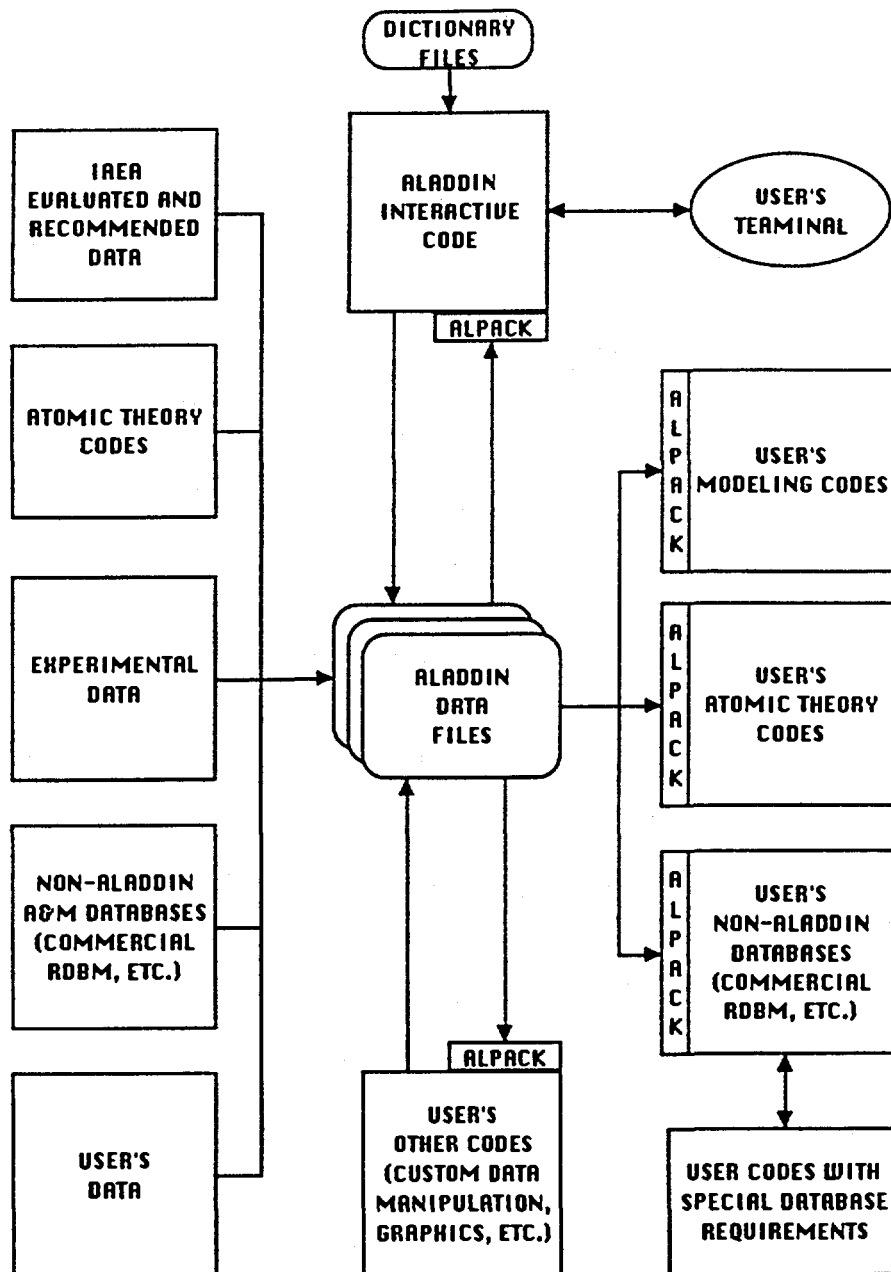 DICTIONARY
FILES
IAEA
EVALUATED AND
RECOMMENDED
DATA
ALADDIN
INTERACTIVE
CODE
ALPACK
USER'S
TERMINAL
ATOMIC THEORY
CODES
ALPACK
USER'S
MODELING CODES
EXPERIMENTAL
DATA
ALADDIN
DATA
FILES
ALPACK
USER'S
ATOMIC THEORY
CODES
NON-ALADDIN
A&M DATABASES
(COMMERCIAL
RDBM, ETC.)
ALPACK
USER'S
NON-ALADDIN
DATABASES
(COMMERCIAL
RDBM, ETC.)
USER'S
DATA
ALPACK
USER'S
OTHER CODES
(CUSTOM DATA
MANIPULATION,
GRAPHICS, ETC.)
USER CODES WITH
SPECIAL DATABASE
REQUIREMENTS